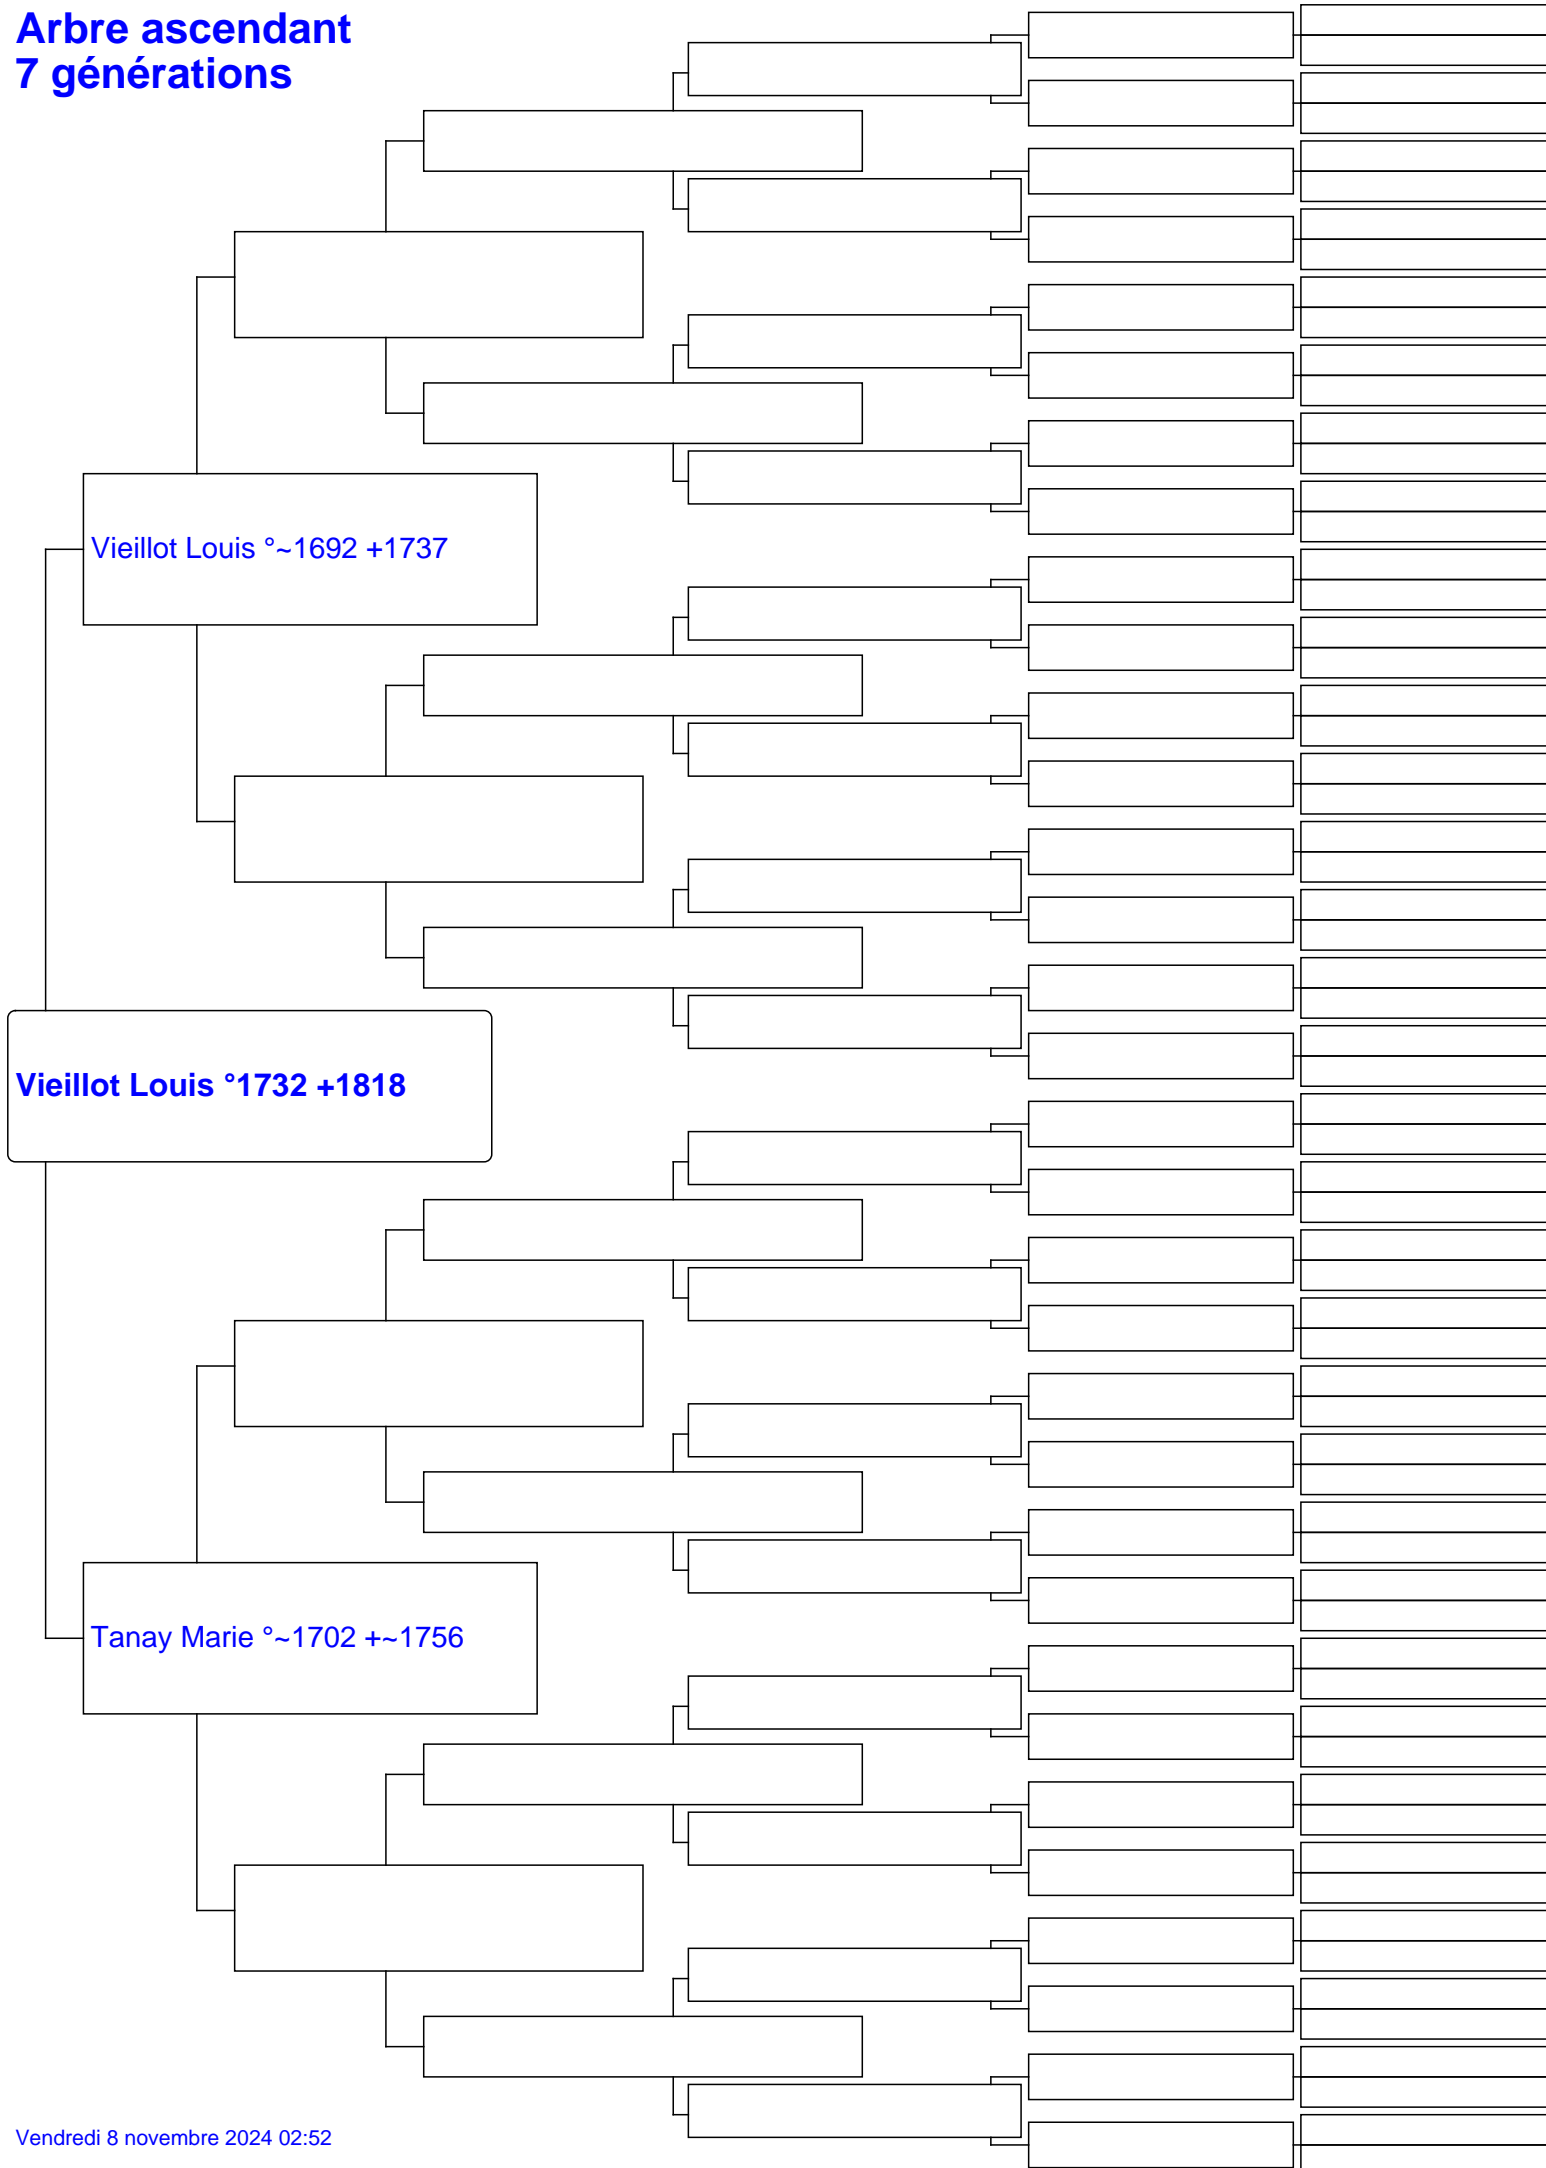 Arbre ascendant
7 générations
Vieillot Louis °~1692 +1737
Vieillot Louis °1732 +1818
Tanay Marie °~1702 +~1756
Vendredi 8 novembre 2024 02:52